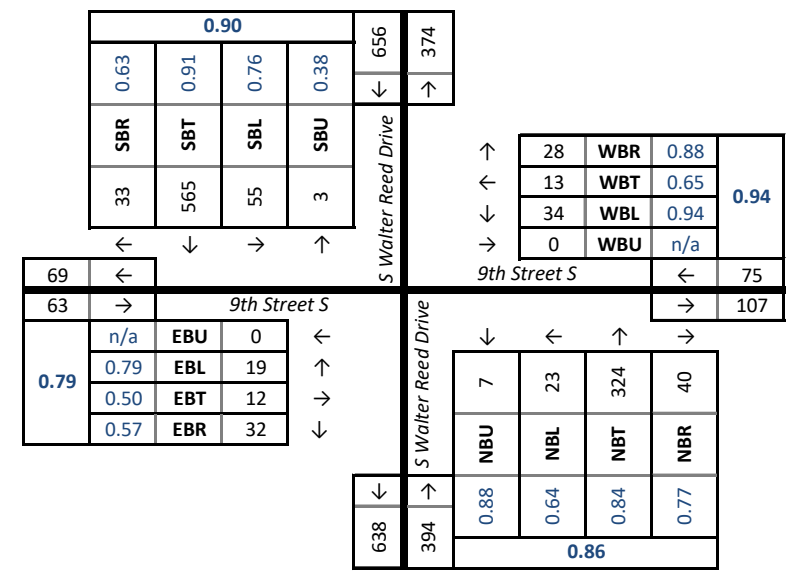 0.90
0.63 0.91 0.76 0.38
SBR SBT SBL SBU
33 565 55 3
← ↓ → ↑
656 374
↓ ↑
S Walter Reed Drive
↑ 28 WBR 0.88
← 13 WBT 0.65
↓ 34 WBL 0.94
→ 0 WBU n/a
0.94
9th Street S
← 75
→ 107
69 ←
63 →
9th Street S
n/a EBU 0 ←
0.79 EBL 19 ↑
0.50 EBT 12 →
0.57 EBR 32 ↓
0.79
S Walter Reed Drive
↓ ← ↑ →
7 23 324 40
NBU NBL NBT NBR
0.88 0.64 0.84 0.77
0.86
↓ ↑
638 394